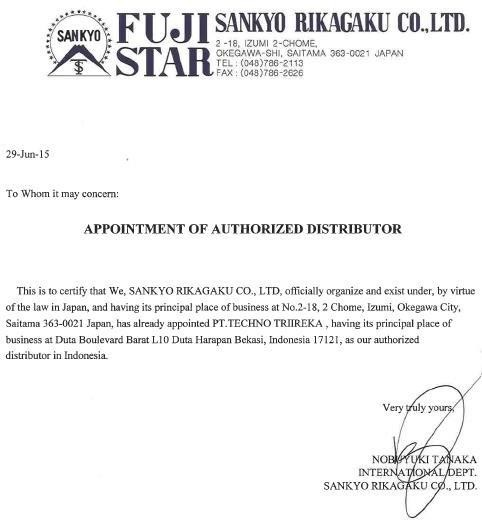 SANKYO
FUJI
STAR
SANKYO RIKAGAKU CO.,LTD.
2-18, IZUMI 2-CHOME,
OKEGAWA-SHI, SAITAMA 363-0021 JAPAN
TEL : (048)786-2113
FAX : (048)786-2626
29-Jun-15
To Whom it may concern:
APPOINTMENT OF AUTHORIZED DISTRIBUTOR
This is to certify that We, SANKYO RIKAGAKU CO., LTD, officially organize and exist under, by virtue
of the law in Japan, and having its principal place of business at No.2-18, 2 Chome, Izumi, Okegawa City,
Saitama 363-0021 Japan, has already appointed PT.TECHNO TRIIREKA , having its principal place of
business at Duta Boulevard Barat L10 Duta Harapan Bekasi, Indonesia 17121, as our authorized
distributor in Indonesia.
Very truly yours,
NOBUYUKI TANAKA
INTERNATIONAL DEPT.
SANKYO RIKAGAKU CO., LTD.